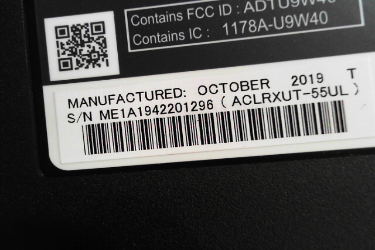 Contains FCC ID : ADTU9W40
Contains IC : 1178A-U9W40
MANUFACTURED: OCTOBER 2019 T
S/N ME1A1942201296 ( ACLRXUT-55UL )